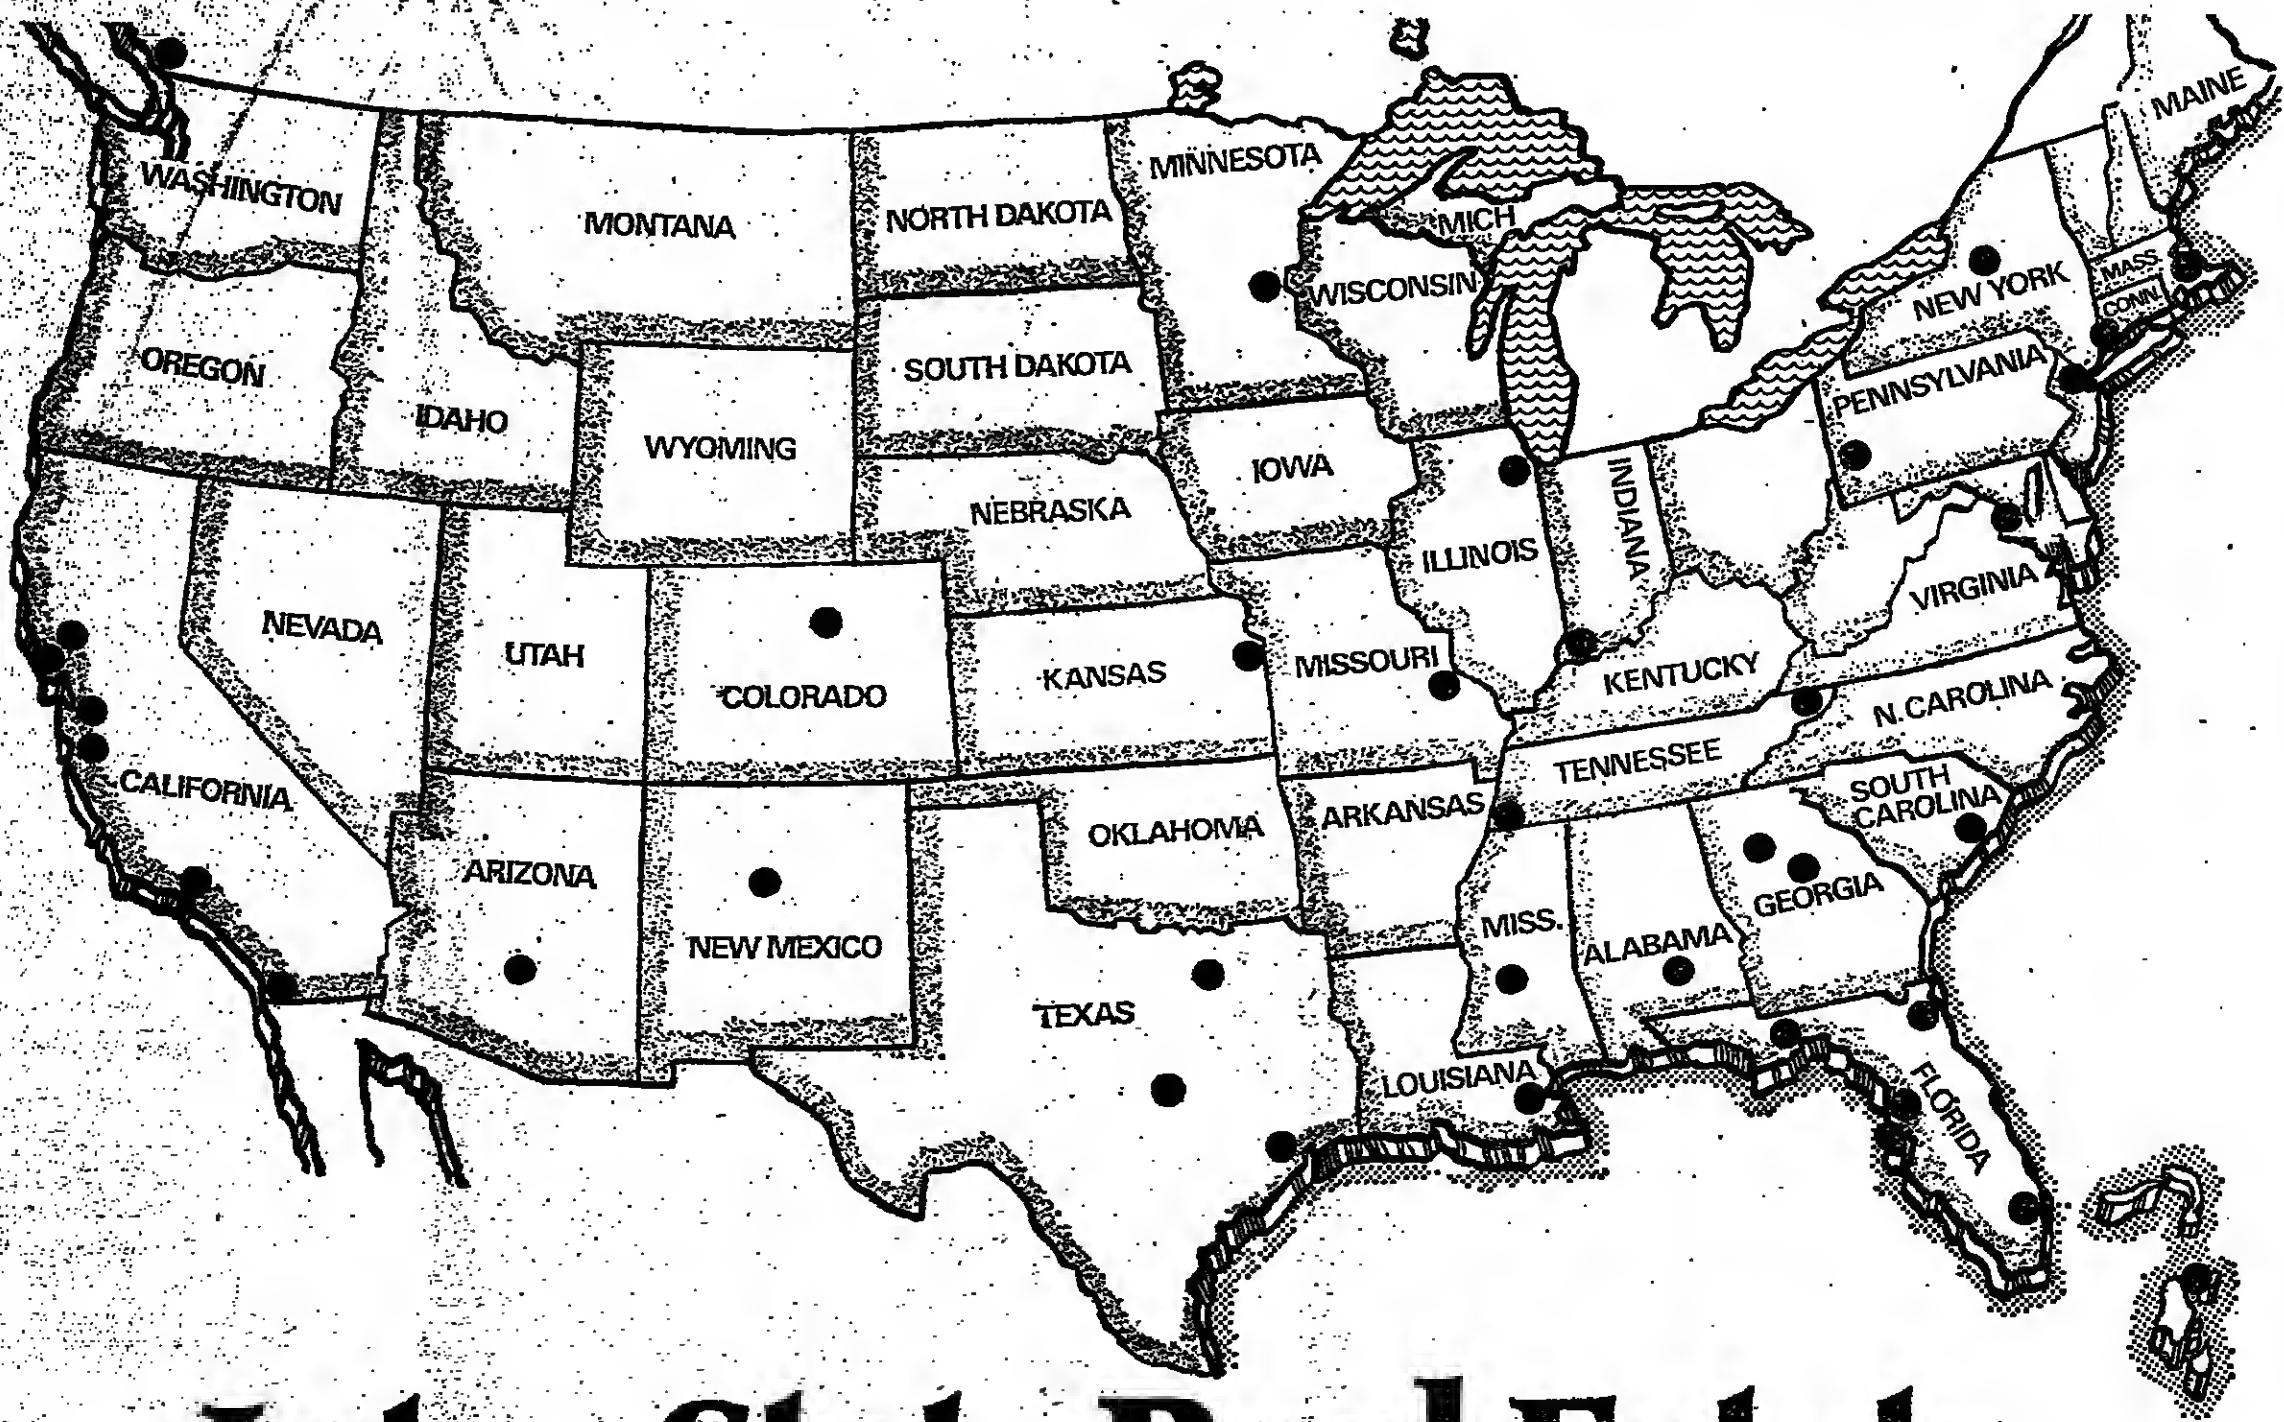 MAINE
WASHINGTON
MONTANA
NORTH DAKOTA
MINNESOTA
MICH
WISCONSIN
NEW YORK
MASS.
CONN.
OREGON
IDAHO
WYOMING
SOUTH DAKOTA
PENNSYLVANIA
IOWA
NEBRASKA
ILLINOIS
INDIANA
VIRGINIA
NEVADA
UTAH
COLORADO
KANSAS
MISSOURI
KENTUCKY
N. CAROLINA
TENNESSEE
CALIFORNIA
ARIZONA
NEW MEXICO
OKLAHOMA
ARKANSAS
SOUTH
CAROLINA
GEORGIA
MISS.
ALABAMA
TEXAS
LOUISIANA
FLORIDA